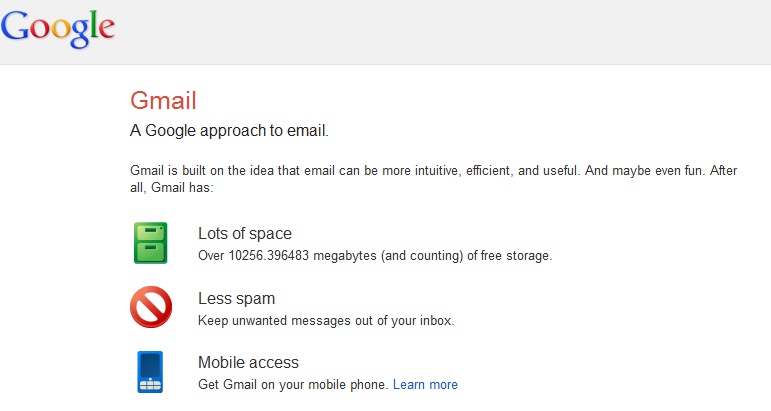 Google
Gmail
A Google approach to email.
Gmail is built on the idea that email can be more intuitive, efficient, and useful. And maybe even fun. After
all, Gmail has:
Lots of space
Over 10256.396483 megabytes (and counting) of free storage.
Less spam
Keep unwanted messages out of your inbox.
Mobile access
Get Gmail on your mobile phone. Learn more